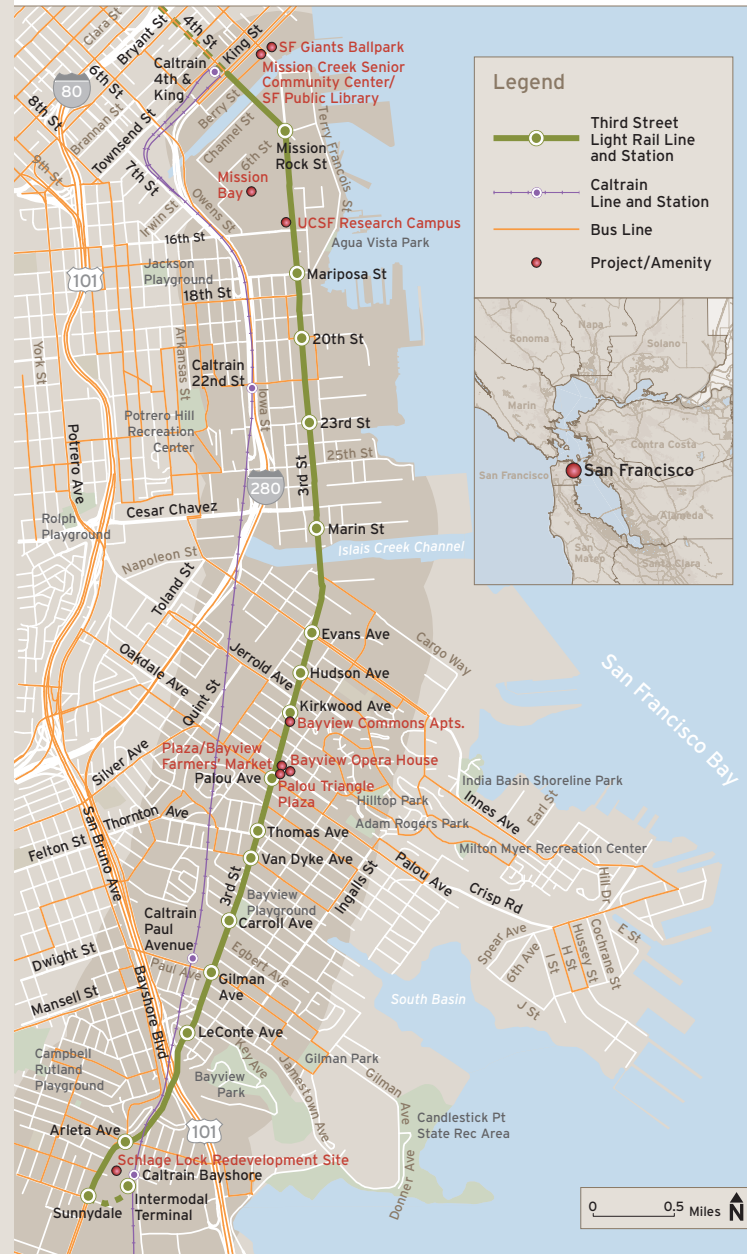 Clara St
Bryant St
4th St
King St
SF Giants Ballpark
Mission Creek Senior
Community Center/
SF Public Library
Caltrain
4th &
King
6th St
80
8th St
Brannan St
Townsend St
9th St
7th St
Berry St
Channel St
6th St
Terry Francois St
Mission
Rock St
Mission
Bay
Owens St
Irwin St
UCSF Research Campus
16th St
Agua Vista Park
101
Jackson
Playground
18th St
Mariposa St
York St
Arkansas St
20th St
Caltrain
22nd St
Iowa St
Potrero Hill
Recreation
Center
Potrero Ave
23rd St
25th St
3rd St
280
Cesar Chavez
Rolph
Playground
Marin St
Islais Creek Channel
Napoleon St
Toland St
Evans Ave
Cargo Way
Oakdale Ave
Jerrold Ave
Hudson Ave
Quint St
Kirkwood Ave
Bayview Commons Apts.
Silver Ave
Plaza/Bayview
Farmers' Market
Bayview Opera House
Palou Ave
Palou Triangle
Plaza
India Basin Shoreline Park
Hilltop Park
Innes Ave
Earl St
San Bruno Ave
Thornton Ave
Adam Rogers Park
Thomas Ave
Felton St
Milton Myer Recreation Center
Van Dyke Ave
3rd St
Ingalls St
Palou Ave
Crisp Rd
Hill Dr
Bayview
Playground
Carroll Ave
Caltrain
Paul
Avenue
Spear Ave
6th Ave
I St
H St
Hussey St
Cochrane St
E St
Dwight St
Paul Ave
Egbert Ave
Gilman
Ave
Mansell St
Bayshore Blvd
South Basin
J St
LeConte Ave
Key Ave
Gilman Park
Campbell
Rutland
Playground
Bayview
Park
Jamestown Ave
Gilman Ave
101
Candlestick Pt
State Rec Area
Arleta Ave
Donner Ave
Schlage Lock Redevelopment Site
Caltrain Bayshore
Sunnydale
Intermodal
Terminal
San Francisco Bay
Legend
Third Street
Light Rail Line
and Station
Caltrain
Line and Station
Bus Line
Project/Amenity
Napa
Sonoma
Solano
Marin
Contra Costa
San Francisco
San Francisco
Alameda
San
Mateo
Santa Clara
0
0.5 Miles
N